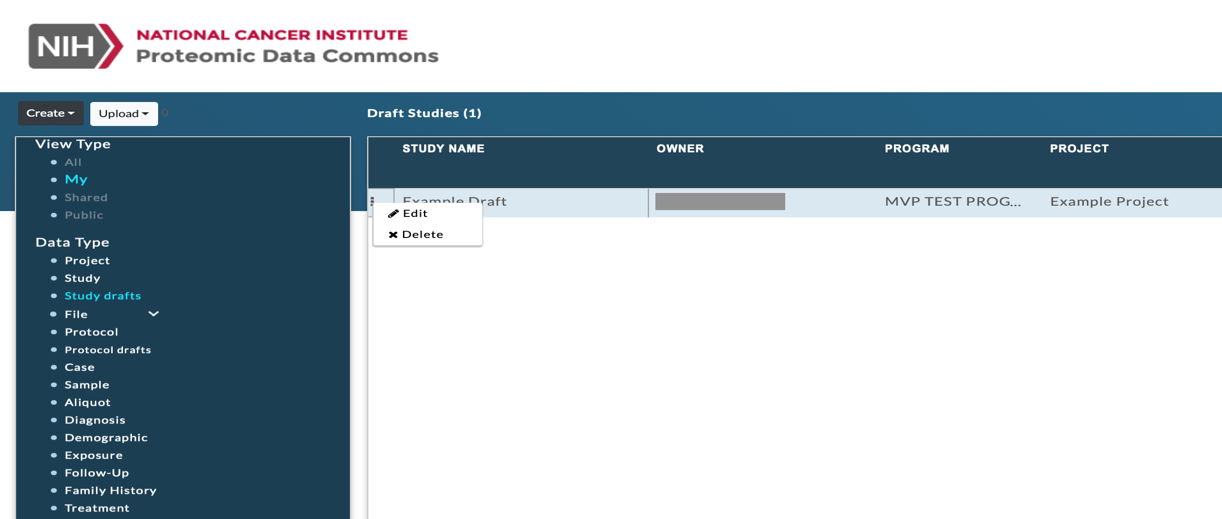 NIH
NATIONAL CANCER INSTITUTE
Proteomic Data Commons
Create
Upload
Draft Studies (1)
View Type
All
My
Shared
Public
Data Type
Project
Study
Study drafts
File
Protocol
Protocol drafts
Case
Sample
Aliquot
Diagnosis
Demographic
Exposure
Follow-Up
Family History
Treatment
STUDY NAME OWNER PROGRAM PROJECT
Example Draft MVP TEST PROG... Example Project
Edit
Delete